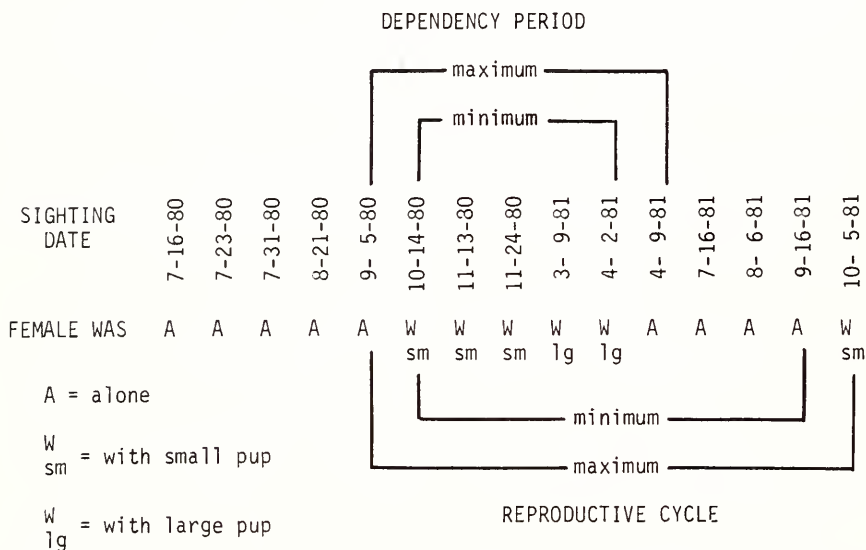 DEPENDENCY PERIOD
maximum
minimum
SIGHTING DATE
7-16-80
7-23-80
7-31-80
8-21-80
9- 5-80
10-14-80
11-13-80
11-24-80
3- 9-81
4- 2-81
4- 9-81
7-16-81
8- 6-81
9-16-81
10- 5-81
FEMALE WAS A A A A A W W W W W A A A A W
sm sm sm lg lg sm
A = alone
W sm = with small pup
W lg = with large pup
minimum
maximum
REPRODUCTIVE CYCLE